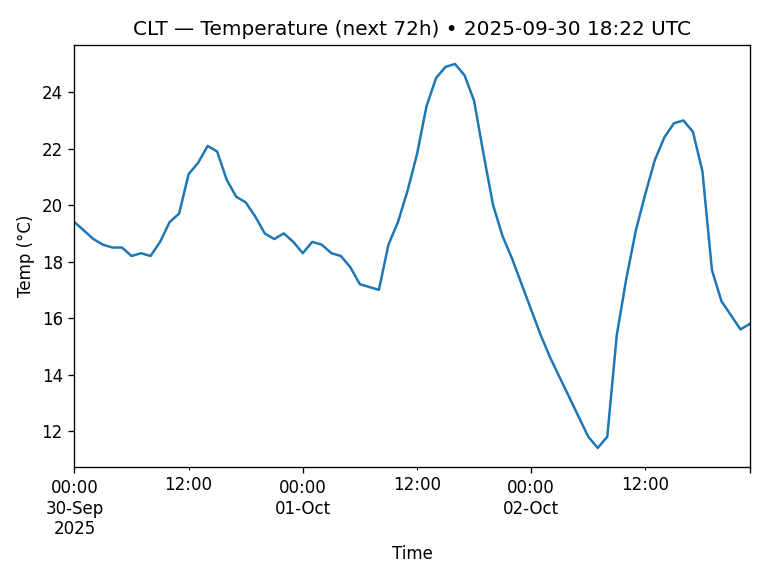 CLT — Temperature (next 72h) • 2025-09-30 18:22 UTC
Temp (°C)
24
22
20
18
16
14
12
00:00 12:00 00:00 12:00 00:00 12:00
30-Sep 01-Oct 02-Oct
2025
Time